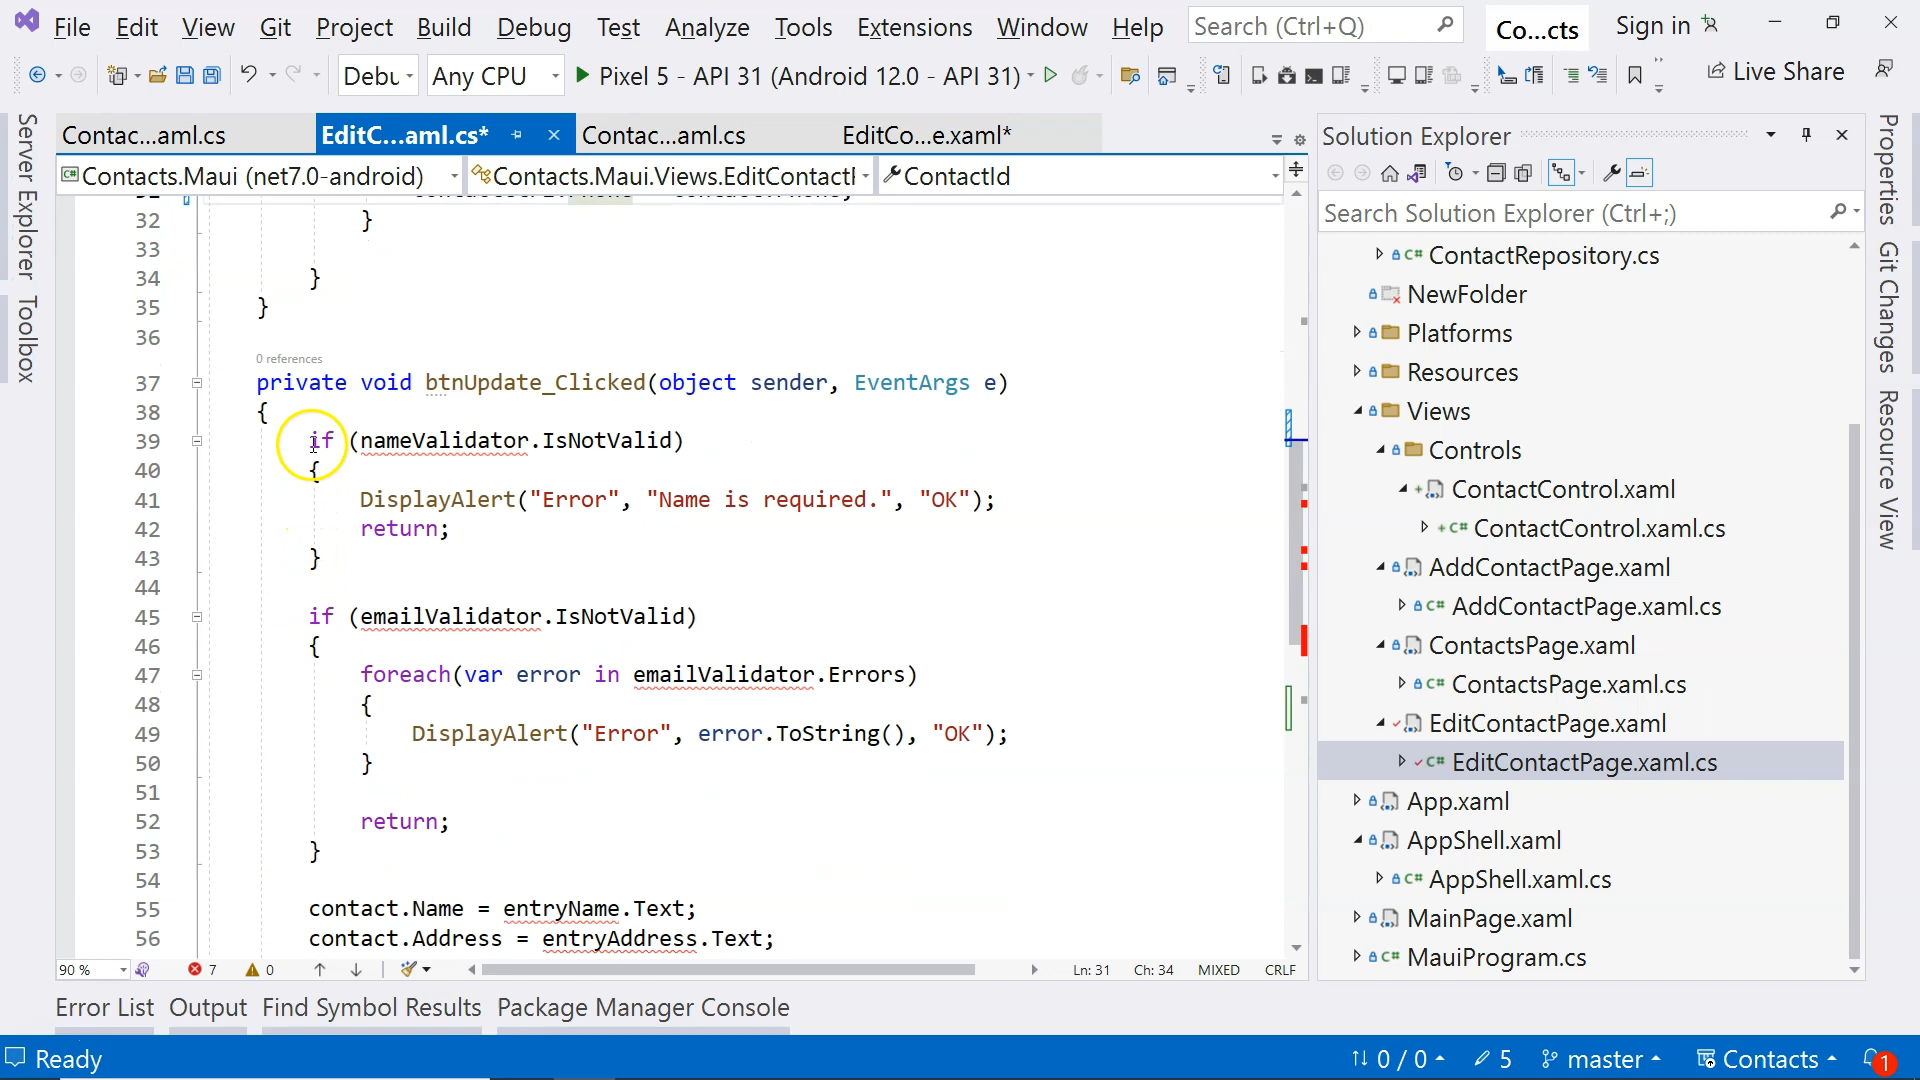 File Edit View Git Project Build Debug Test Tools Extensions Window Help Search (Ctrl+Q) Co...cts Sign in
Debu Any CPU Pixel 5 - API 31 (Android 12.0 - API 31) Live Share
Contac...aml.cs EditC...aml.cs* Contac...aml.cs EditCo...e.xaml*
Contacts.Maui (net7.0-android) Contacts.Maui.Views.EditContactI ContactId
32 }
33
34 }
35 }
36
0 references
37 private void btnUpdate_Clicked(object sender, EventArgs e)
38 {
39 if (nameValidator.IsNotValid)
40 {
41 DisplayAlert("Error", "Name is required.", "OK");
42 return;
43 }
44
45 if (emailValidator.IsNotValid)
46 {
47 foreach(var error in emailValidator.Errors)
48 {
49 DisplayAlert("Error", error.ToString(), "OK");
50 }
51
52 return;
53 }
54
55 contact.Name = entryName.Text;
56 contact.Address = entryAddress.Text;
90 % 7 0 Ln: 31 Ch: 34 MIXED CRLF
Error List Output Find Symbol Results Package Manager Console
Ready 0 / 0 5 master Contacts 1
Server Explorer
Toolbox
Solution Explorer
Search Solution Explorer (Ctrl+;)
C# ContactRepository.cs
NewFolder
Platforms
Resources
Views
Controls
ContactControl.xaml
C# ContactControl.xaml.cs
AddContactPage.xaml
C# AddContactPage.xaml.cs
ContactsPage.xaml
C# ContactsPage.xaml.cs
EditContactPage.xaml
C# EditContactPage.xaml.cs
App.xaml
AppShell.xaml
C# AppShell.xaml.cs
MainPage.xaml
C# MauiProgram.cs
Properties
Git Changes
Resource View